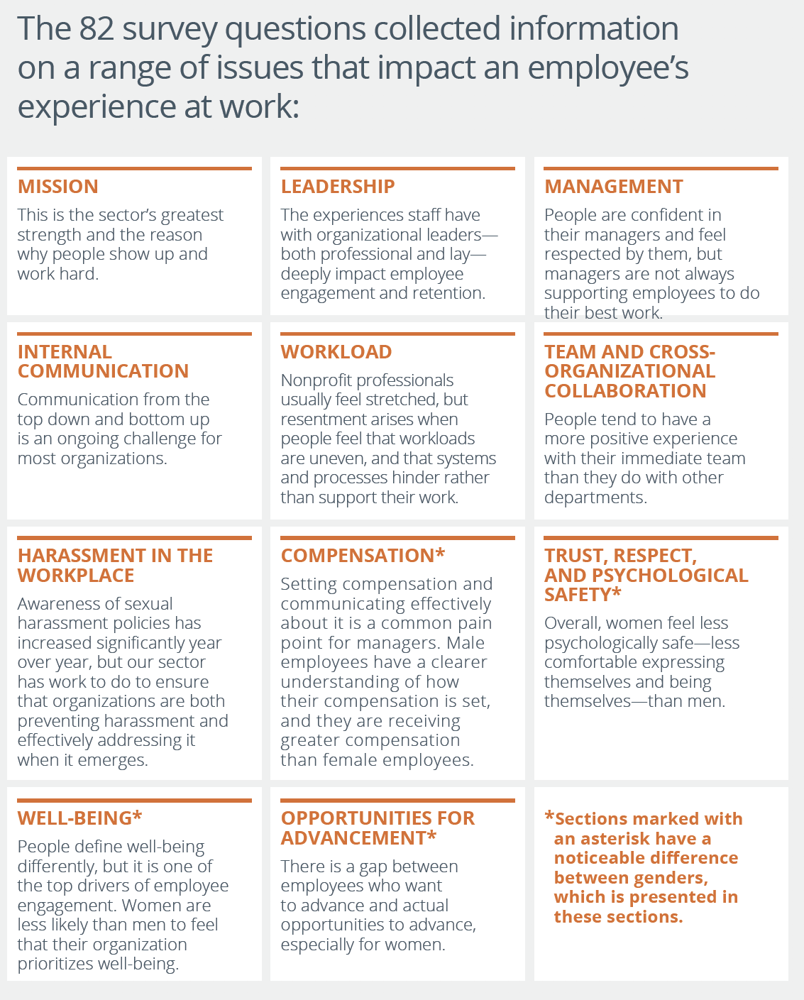 The 82 survey questions collected information
on a range of issues that impact an employee’s
experience at work:
MISSION
This is the sector’s greatest
strength and the reason
why people show up and
work hard.
LEADERSHIP
The experiences staff have
with organizational leaders—
both professional and lay—
deeply impact employee
engagement and retention.
MANAGEMENT
People are confident in
their managers and feel
respected by them, but
managers are not always
supporting employees to do
their best work.
INTERNAL
COMMUNICATION
Communication from the
top down and bottom up
is an ongoing challenge for
most organizations.
WORKLOAD
Nonprofit professionals
usually feel stretched, but
resentment arises when
people feel that workloads
are uneven, and that systems
and processes hinder rather
than support their work.
TEAM AND CROSS-
ORGANIZATIONAL
COLLABORATION
People tend to have a
more positive experience
with their immediate team
than they do with other
departments.
HARASSMENT IN THE
WORKPLACE
Awareness of sexual
harassment policies has
increased significantly year
over year, but our sector
has work to do to ensure
that organizations are both
preventing harassment and
effectively addressing it
when it emerges.
COMPENSATION*
Setting compensation and
communicating effectively
about it is a common pain
point for managers. Male
employees have a clearer
understanding of how
their compensation is set,
and they are receiving
greater compensation
than female employees.
TRUST, RESPECT,
AND PSYCHOLOGICAL
SAFETY*
Overall, women feel less
psychologically safe—less
comfortable expressing
themselves and being
themselves—than men.
WELL-BEING*
People define well-being
differently, but it is one of
the top drivers of employee
engagement. Women are
less likely than men to feel
that their organization
prioritizes well-being.
OPPORTUNITIES FOR
ADVANCEMENT*
There is a gap between
employees who want
to advance and actual
opportunities to advance,
especially for women.
*Sections marked with
an asterisk have a
noticeable difference
between genders,
which is presented in
these sections.